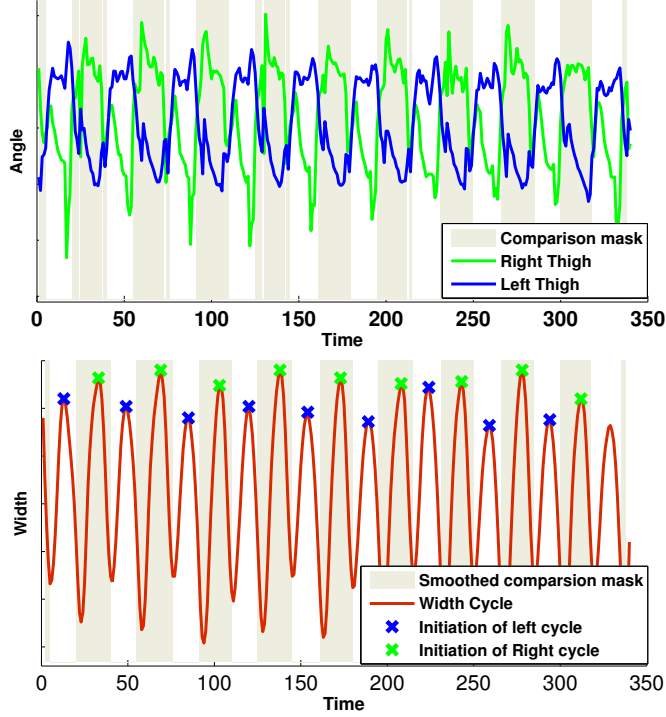 Angle
Comparison mask
Right Thigh
Left Thigh
0 50 100 150 200 250 300 350
Time
Width
Smoothed comparsion mask
Width Cycle
Initiation of left cycle
Initiation of Right cycle
0 50 100 150 200 250 300 350
Time